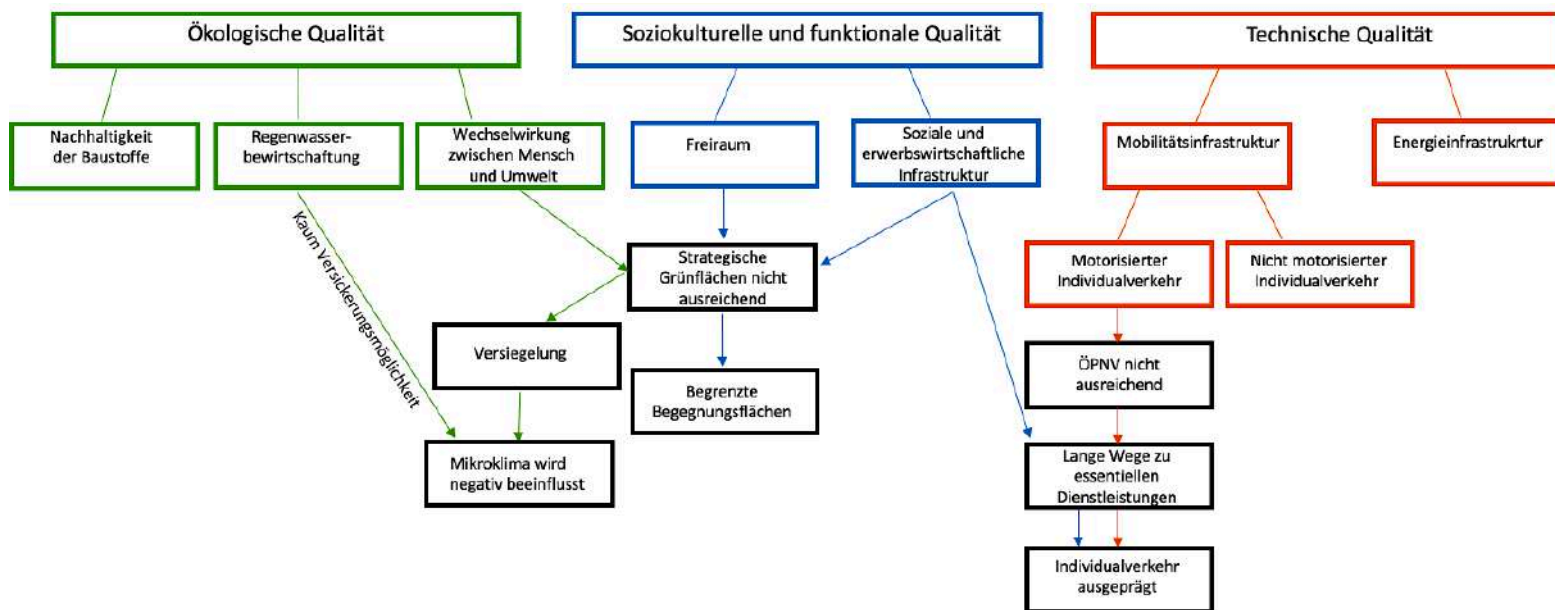 Ökologische Qualität
Soziokulturelle und funktionale Qualität
Technische Qualität
Nachhaltigkeit
der Baustoffe
Regenwasser-
bewirtschaftung
Wechselwirkung
zwischen Mensch
und Umwelt
Freiraum
Soziale und
erwerbswirtschaftliche
Infrastruktur
Mobilitätsinfrastruktur
Energieinfrastrukrtur
Kaum Versickerungsmöglichkeit
Strategische
Grünflächen nicht
ausreichend
Motorisierter
Individualverkehr
Nicht motorisierter
Individualverkehr
Versiegelung
Begrenzte
Begegnungsflächen
ÖPNV nicht
ausreichend
Mikroklima wird
negativ beeinflusst
Lange Wege zu
essentiellen
Dienstleistungen
Individualverkehr
ausgeprägt